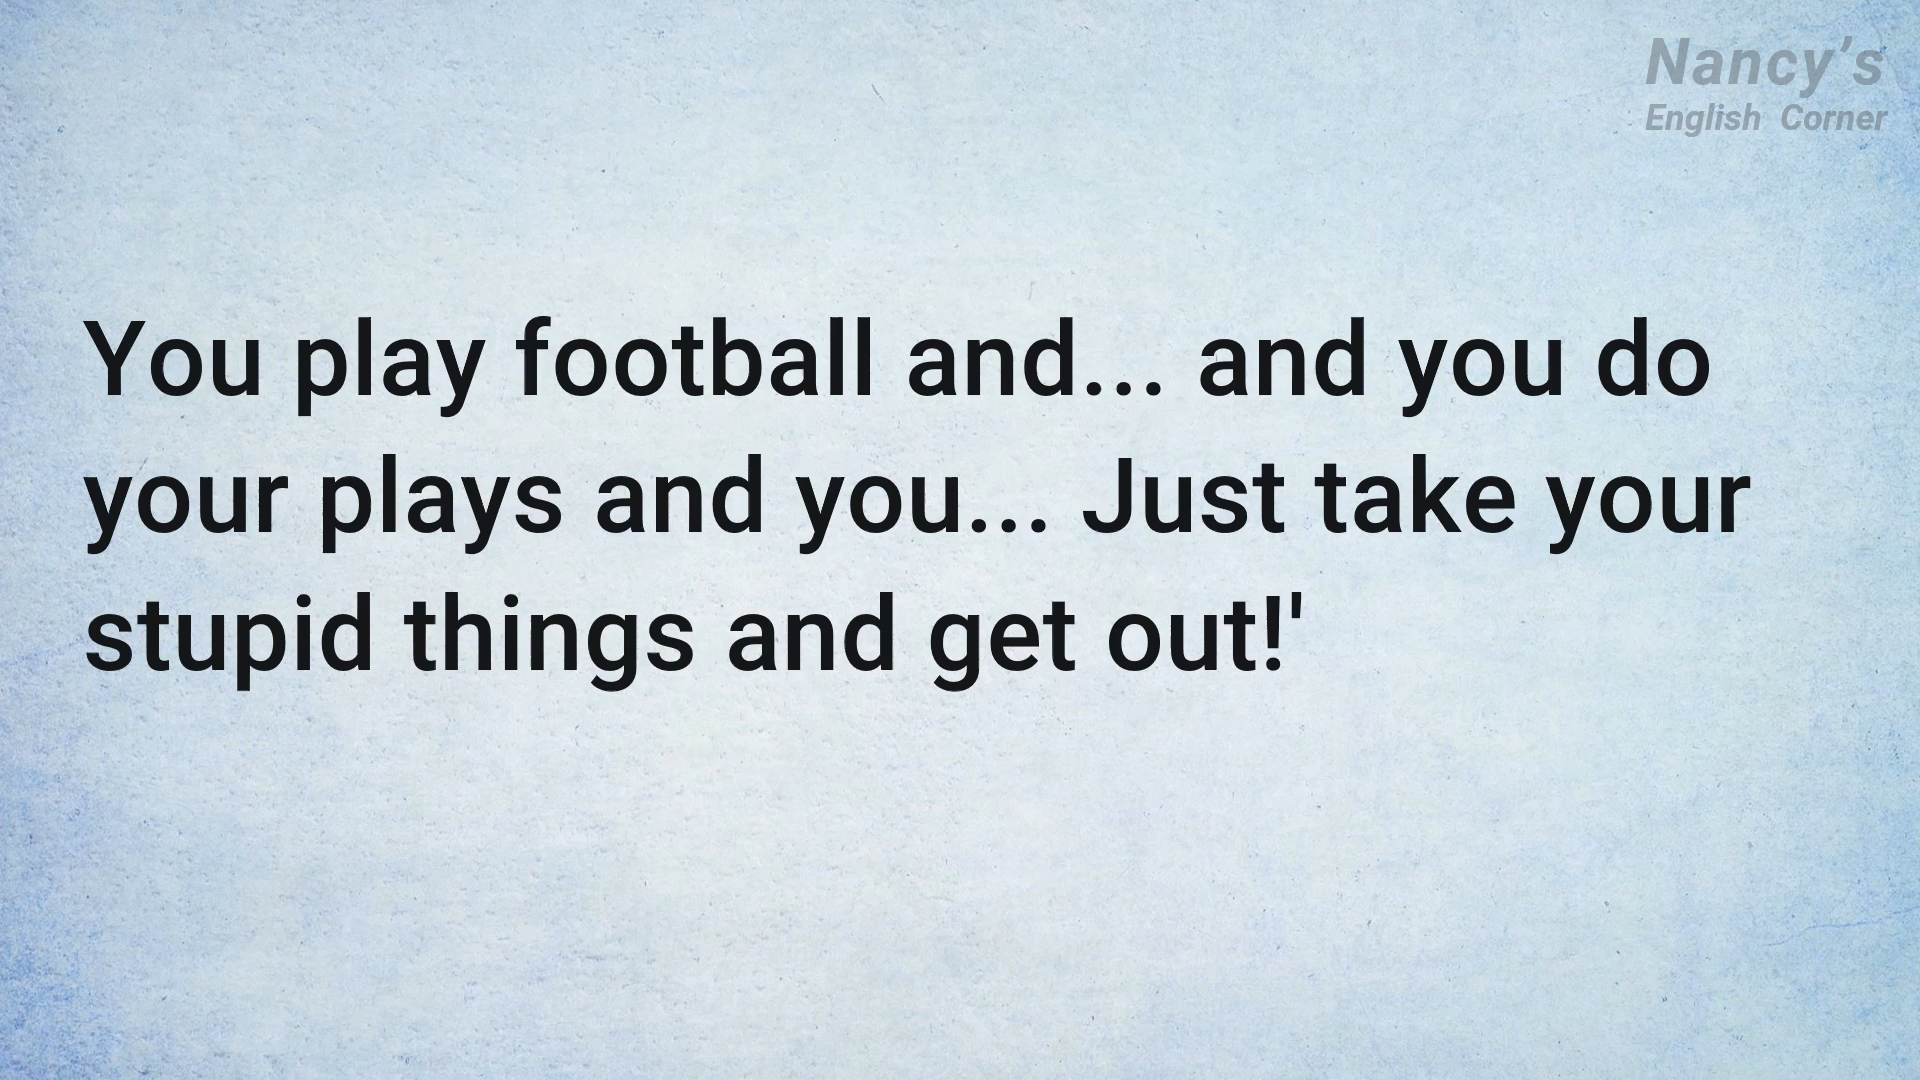 Nancy’s
English Corner
You play football and... and you do
your plays and you... Just take your
stupid things and get out!'